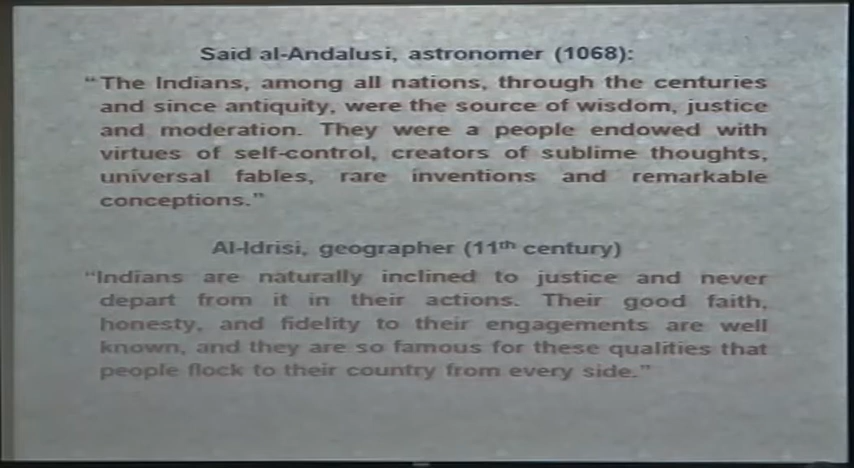 Said al-Andalusi, astronomer (1068):
“The Indians, among all nations, through the centuries
and since antiquity, were the source of wisdom, justice
and moderation. They were a people endowed with
virtues of self-control, creators of sublime thoughts,
universal fables, rare inventions and remarkable
conceptions.”
Al-Idrisi, geographer (11th century)
“Indians are naturally inclined to justice and never
depart from it in their actions. Their good faith,
honesty, and fidelity to their engagements are well
known, and they are so famous for these qualities that
people flock to their country from every side.”